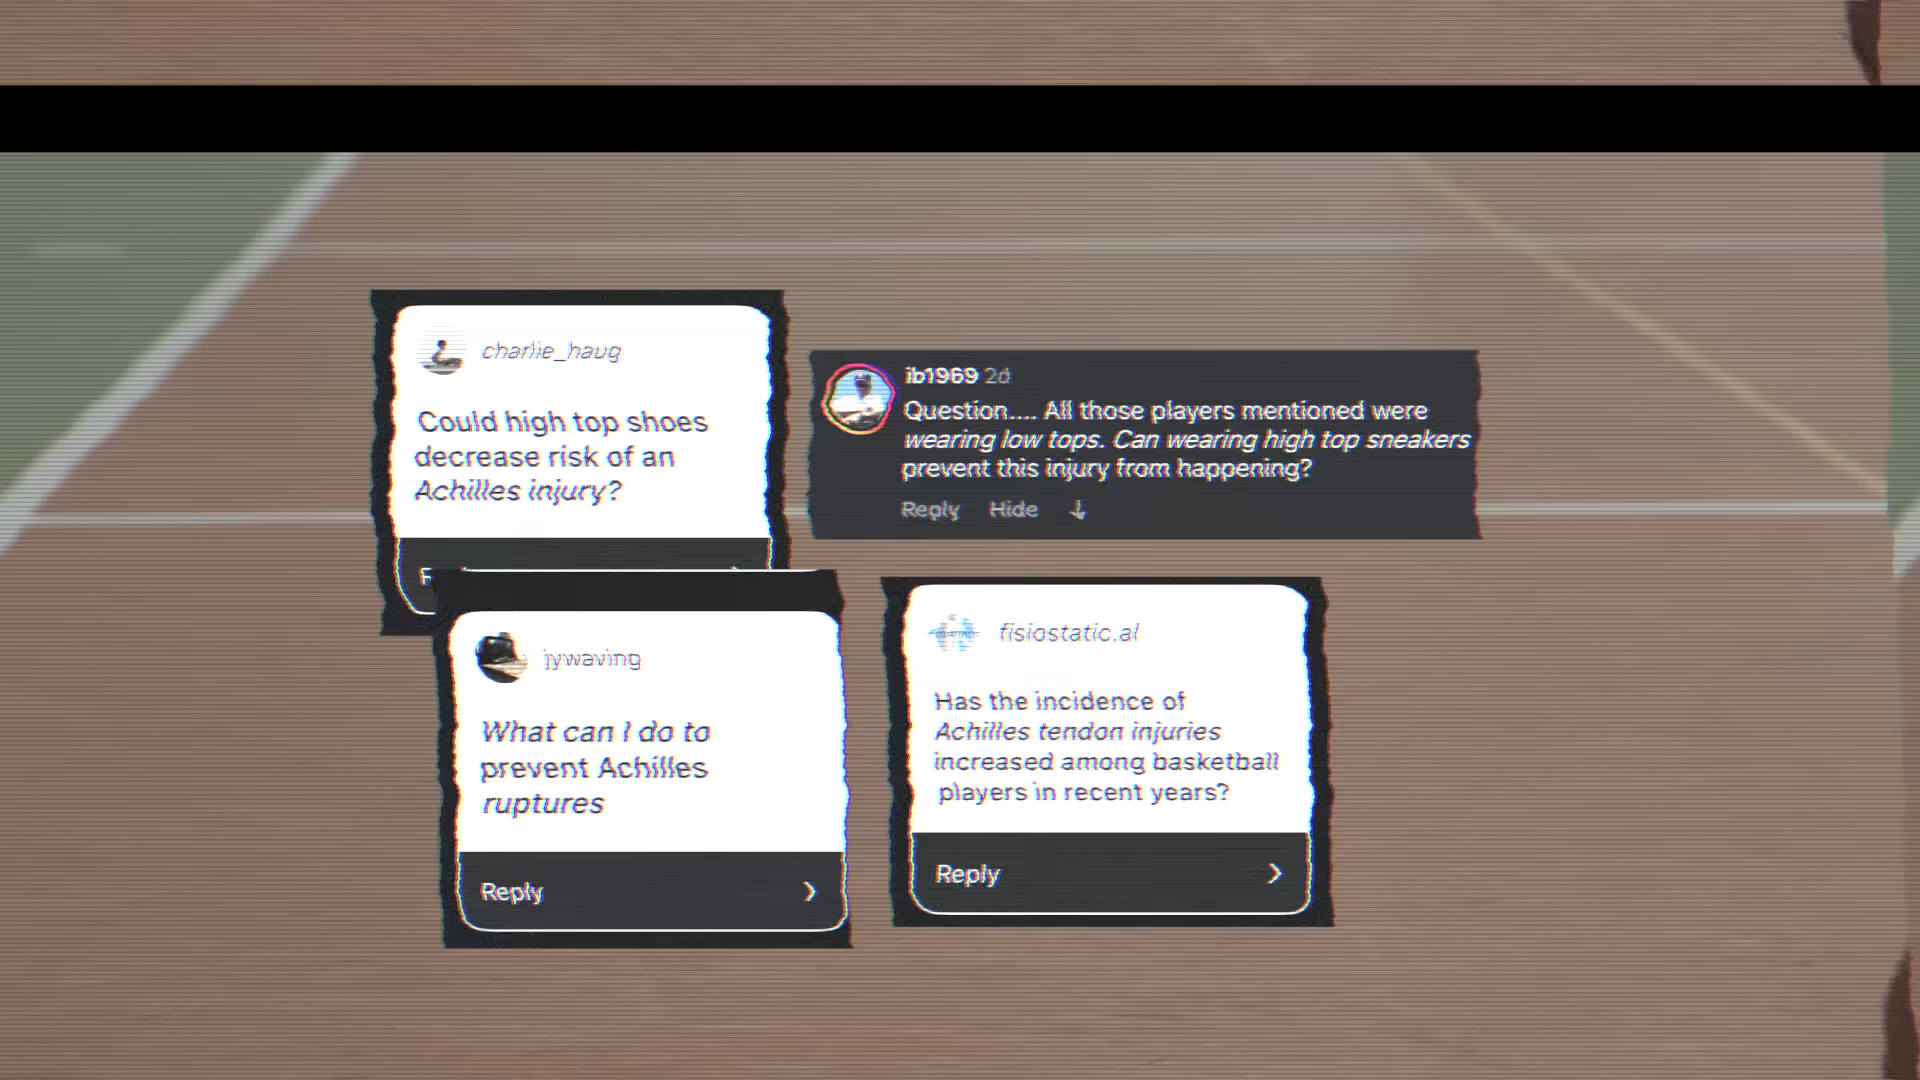 charlie_haug
Could high top shoes
decrease risk of an
Achilles injury?
ib1969 2d
Question.... All those players mentioned were
wearing low tops. Can wearing high top sneakers
prevent this injury from happening?
Reply Hide
jywaving
What can I do to
prevent Achilles
ruptures
Reply
fisiostatic.al
Has the incidence of
Achilles tendon injuries
increased among basketball
players in recent years?
Reply